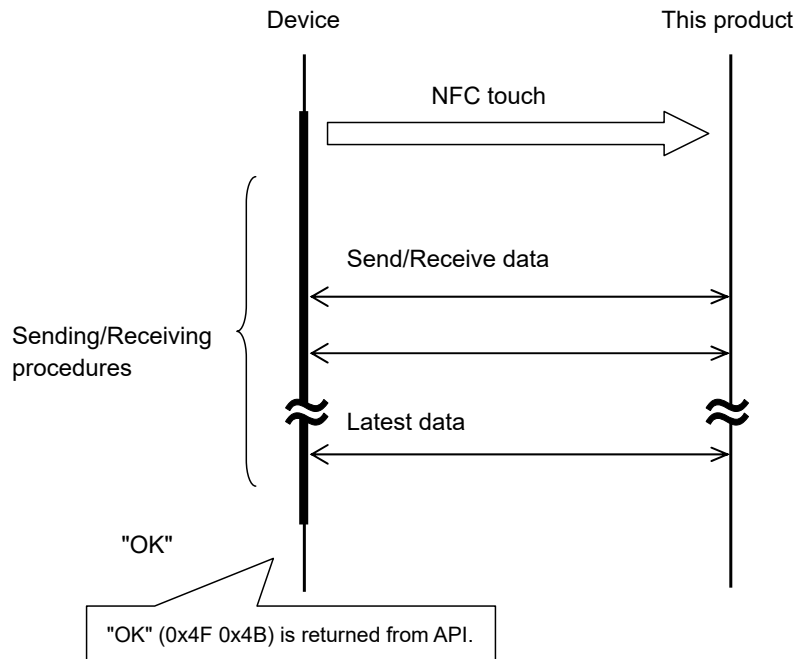 Device
This product
NFC touch
Send/Receive data
Sending/Receiving
procedures
Latest data
"OK"
"OK" (0x4F 0x4B) is returned from API.